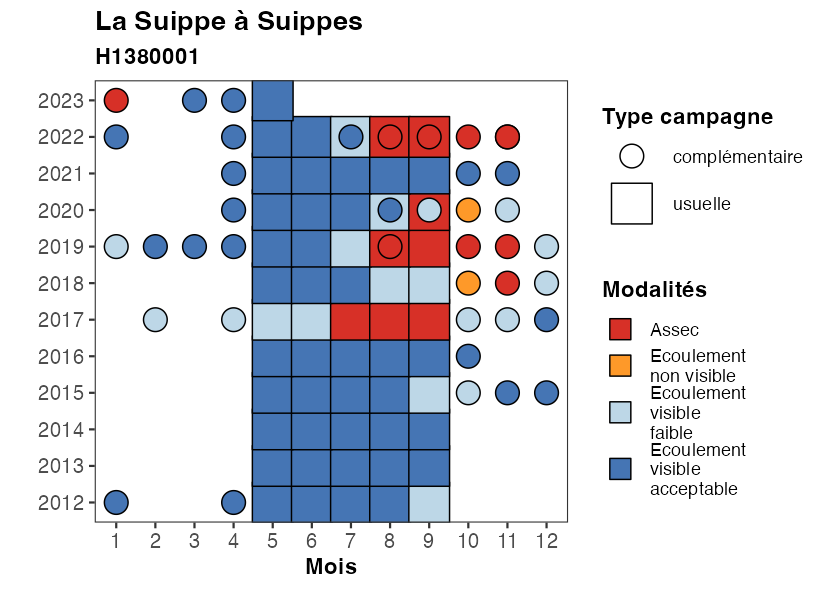 La Suippe à Suippes
H1380001
2023
2022
2021
2020
2019
2018
2017
2016
2015
2014
2013
2012
1 2 3 4 5 6 7 8 9 10 11 12
Mois
Type campagne
complémentaire
usuelle
Modalités
Assec
Ecoulement
non visible
Ecoulement
visible
faible
Ecoulement
visible
acceptable